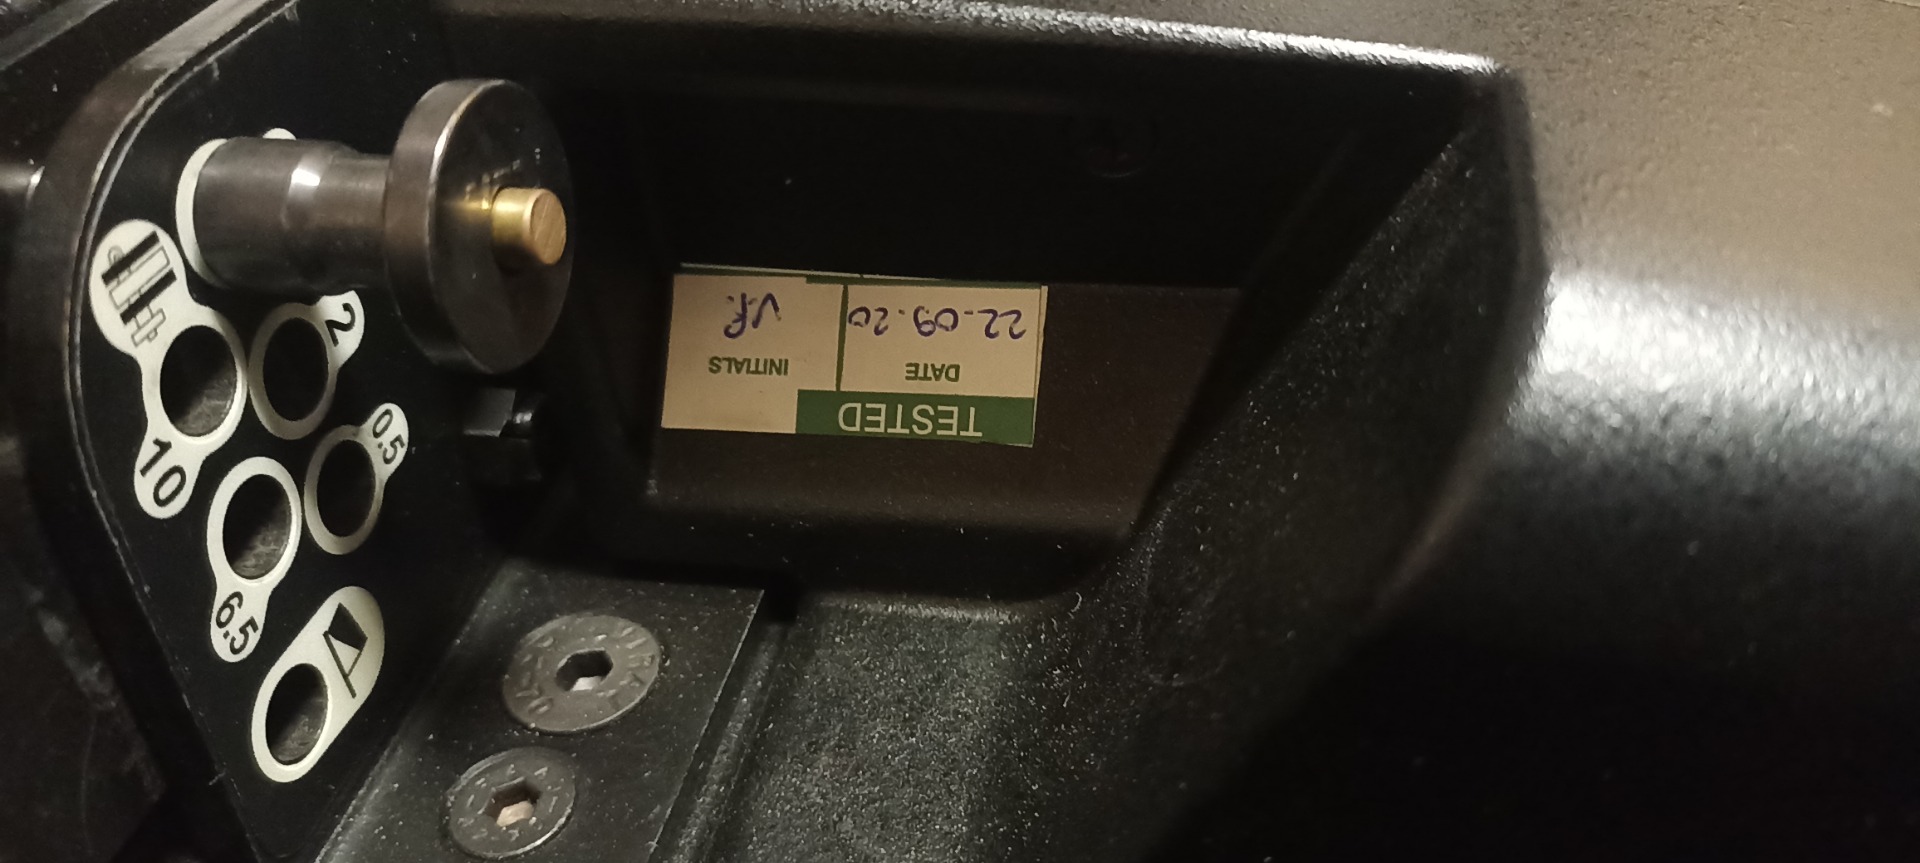 TESTED
DATE
INITIALS
22-09-20
V.P.
2
10
0.5
6.5